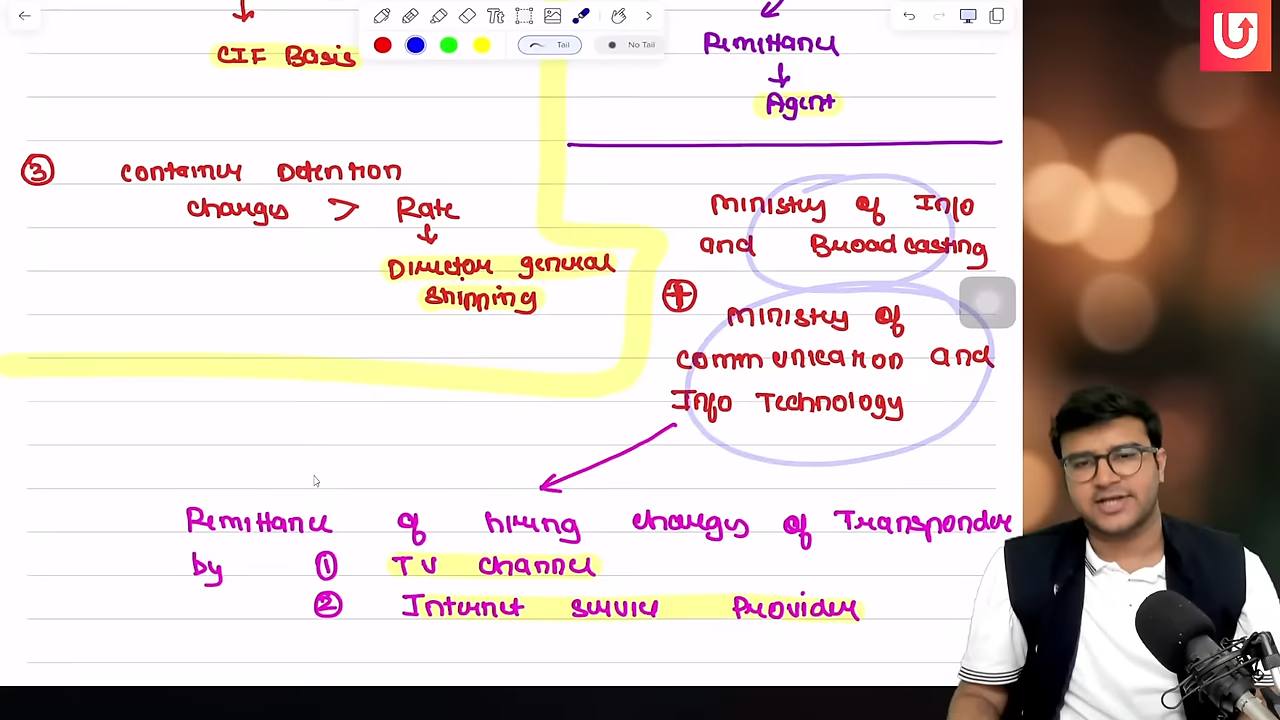 Tt
Tail
No Tail
CIF Basis
Remittance
Agent
3 Container Detention
charges > Rate
Director general
shipping
Ministry of Info
and Broadcasting
+
Ministry of
communication and
Info Technology
Remittance of hiring charges of Transponder
by 1 TV channel
2 Internet service Provider